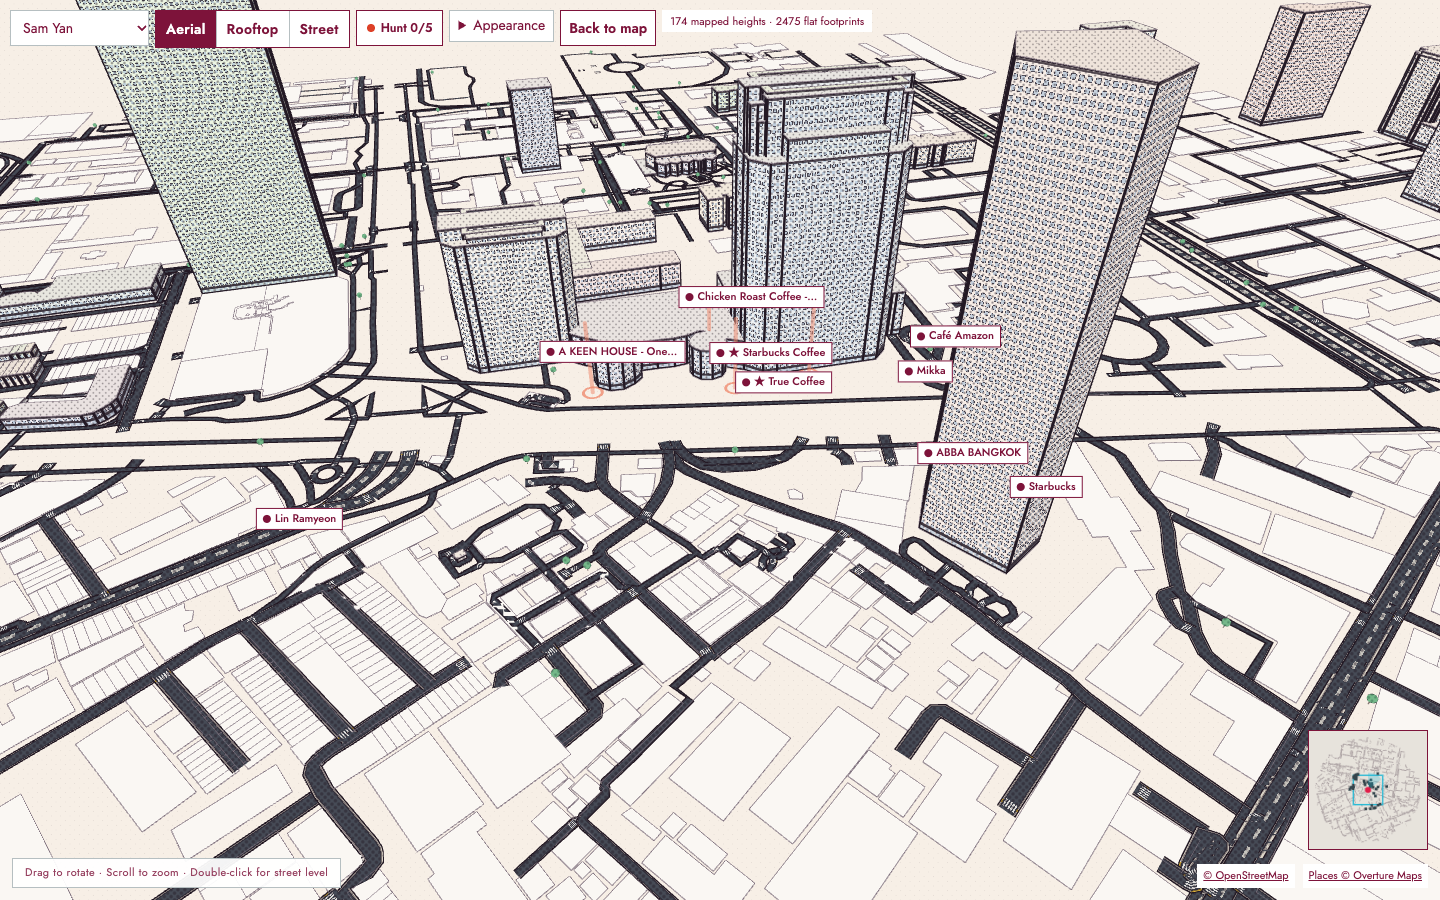 Sam Yan
Aerial
Rooftop
Street
Hunt 0/5
Appearance
Back to map
174 mapped heights · 2475 flat footprints
Chicken Roast Coffee -...
Café Amazon
A KEEN HOUSE - One...
★ Starbucks Coffee
Mikka
★ True Coffee
ABBA BANGKOK
Starbucks
Lin Ramyeon
Drag to rotate · Scroll to zoom · Double-click for street level
© OpenStreetMap
Places © Overture Maps